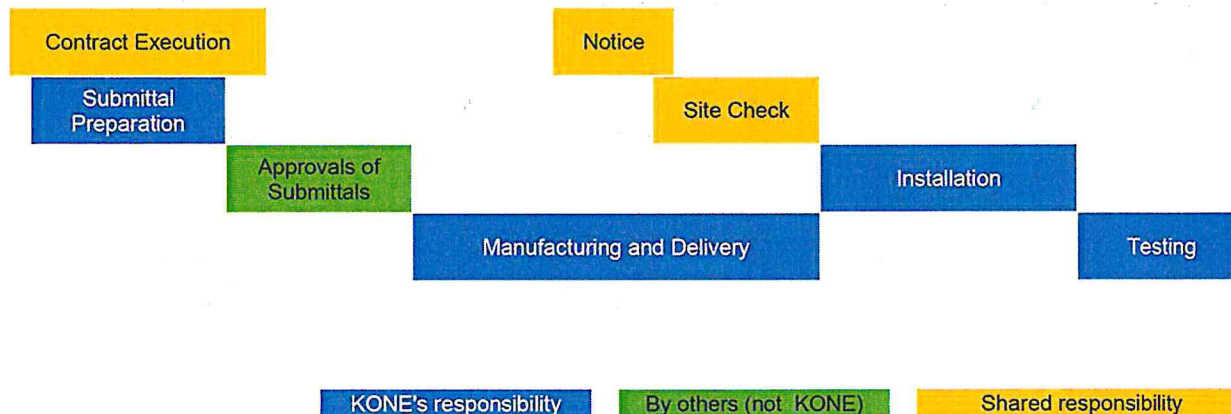 Contract Execution
Notice
Submittal
Preparation
Site Check
Approvals of
Submittals
Installation
Manufacturing and Delivery
Testing
KONE's responsibility
By others (not KONE)
Shared responsibility